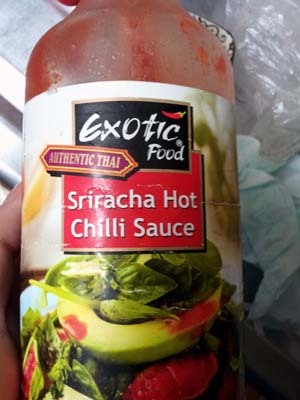 Exotic
Food®
AUTHENTIC THAI
Sriracha Hot
Chilli Sauce